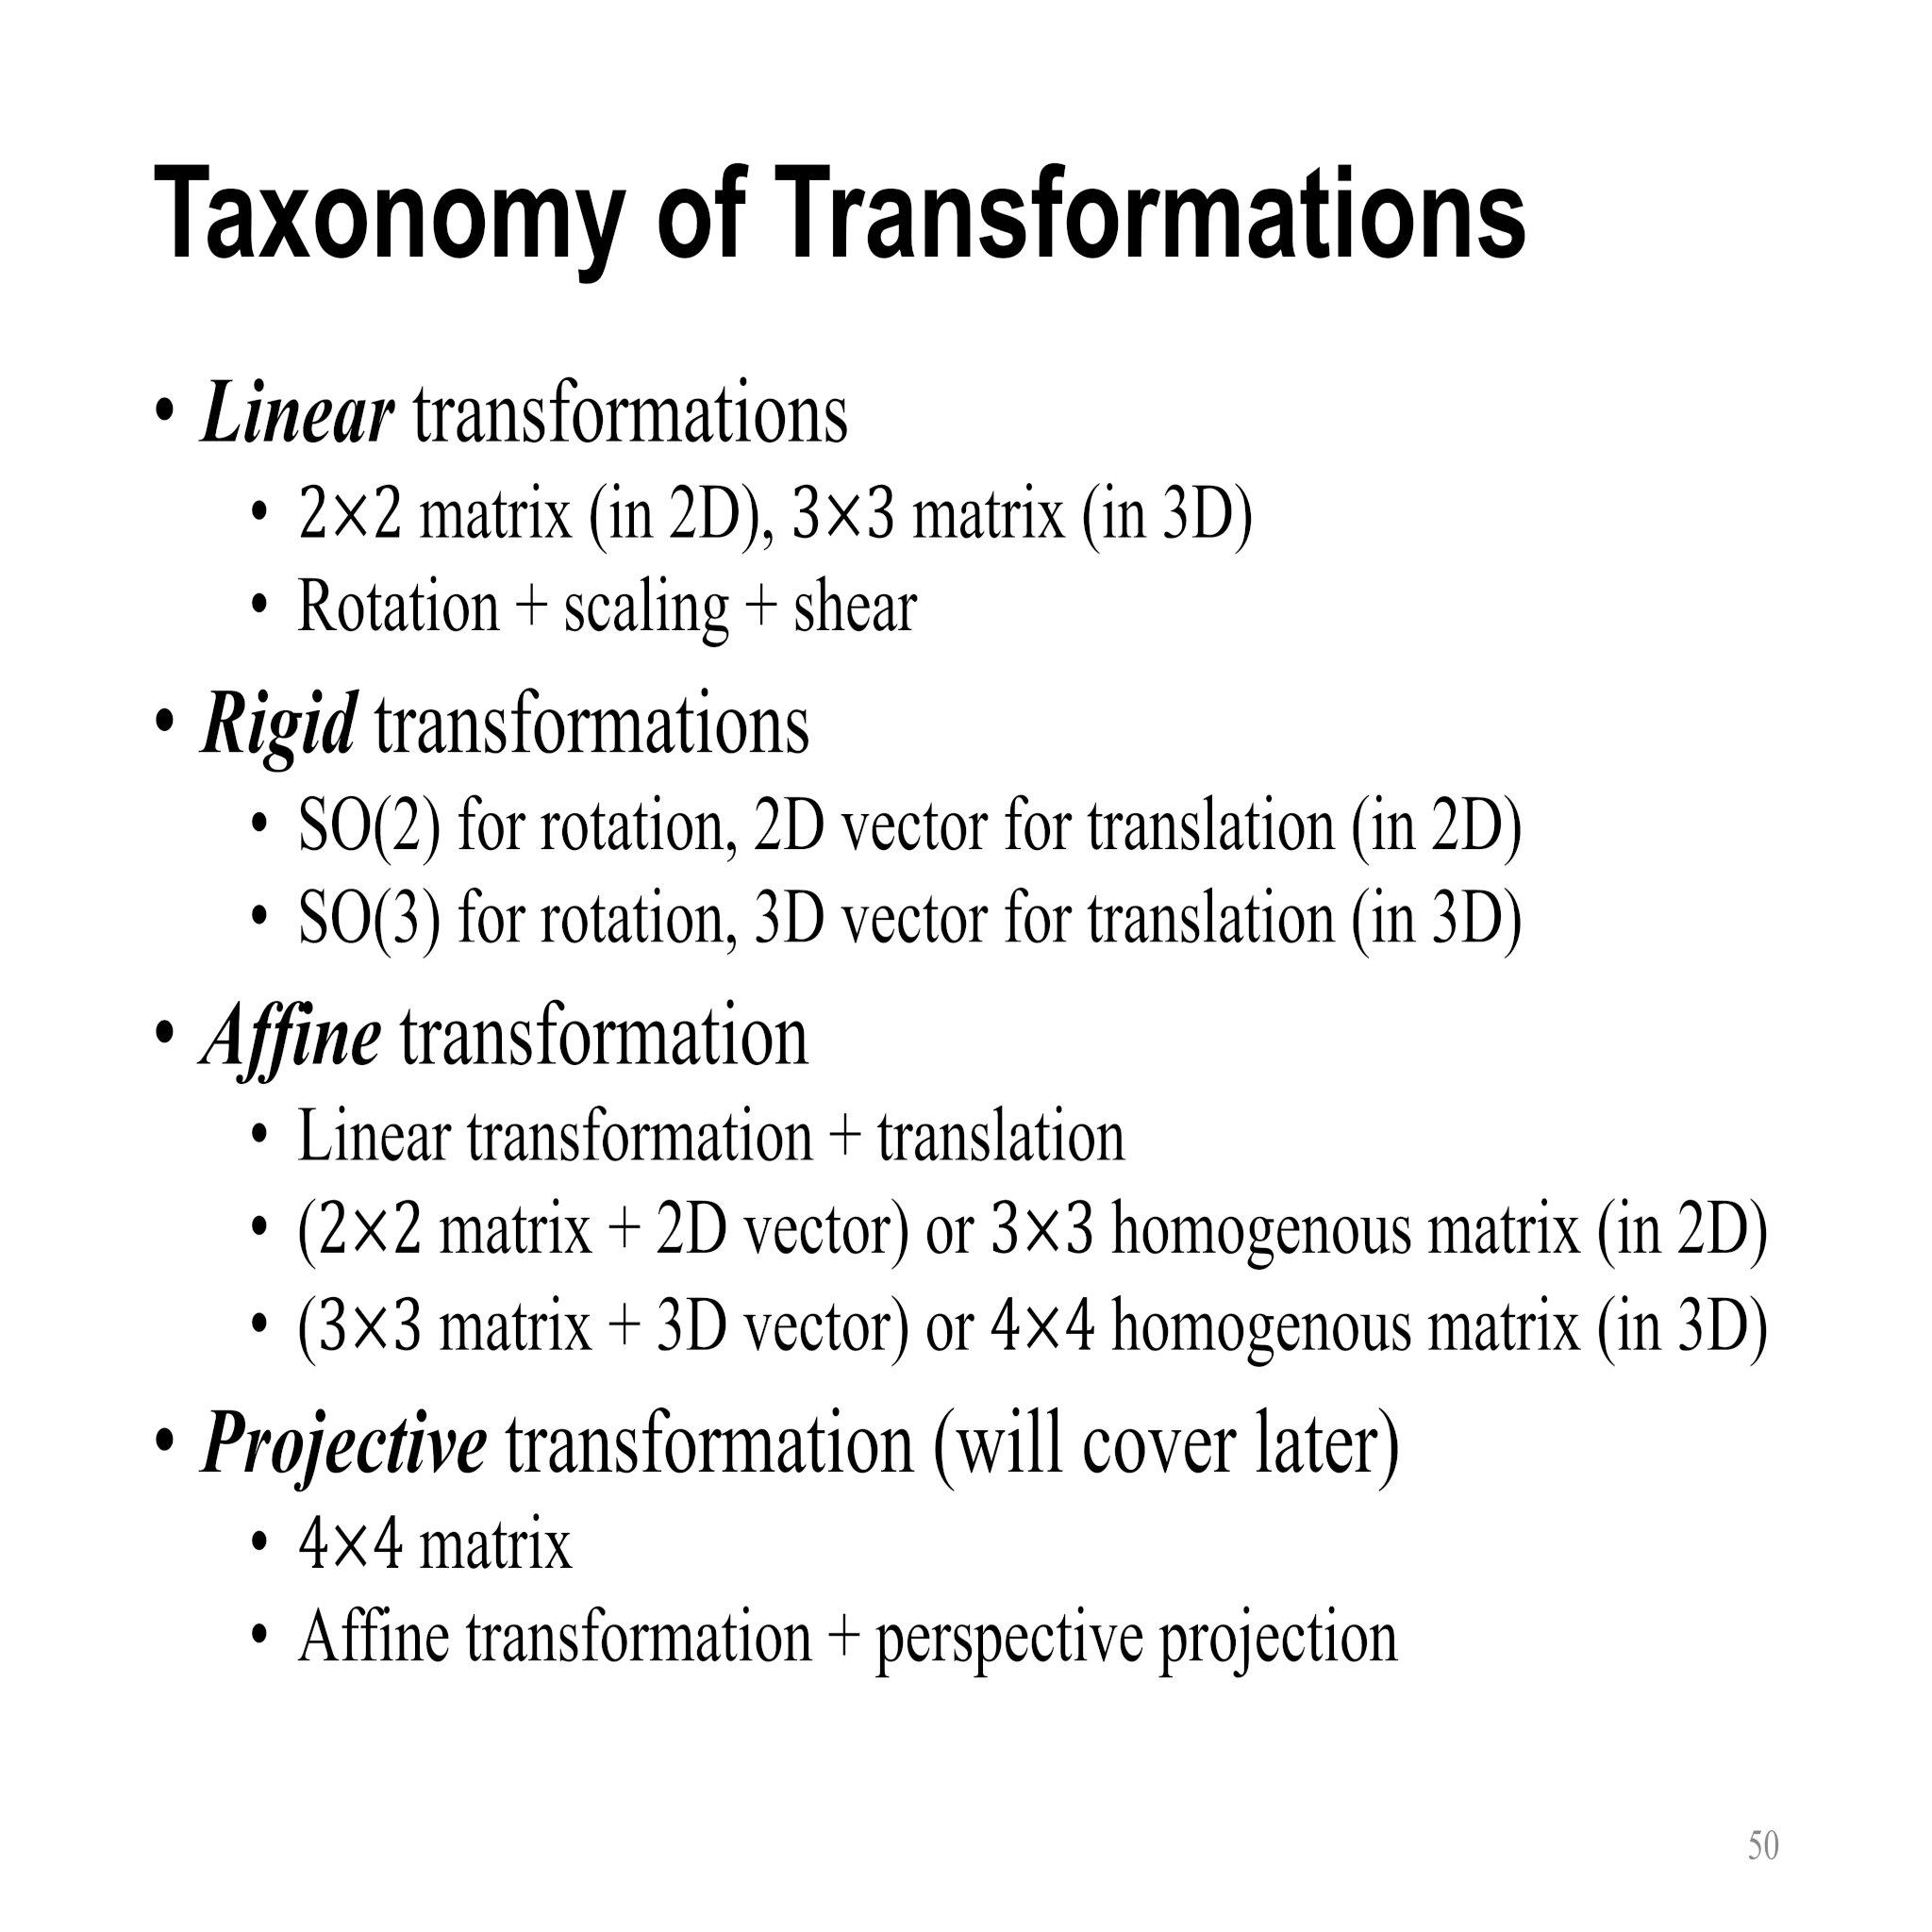 Taxonomy of Transformations
• Linear transformations
• 2×2 matrix (in 2D), 3×3 matrix (in 3D)
• Rotation + scaling + shear
• Rigid transformations
• SO(2) for rotation, 2D vector for translation (in 2D)
• SO(3) for rotation, 3D vector for translation (in 3D)
• Affine transformation
• Linear transformation + translation
• (2×2 matrix + 2D vector) or 3×3 homogenous matrix (in 2D)
• (3×3 matrix + 3D vector) or 4×4 homogenous matrix (in 3D)
• Projective transformation (will cover later)
• 4×4 matrix
• Affine transformation + perspective projection
50